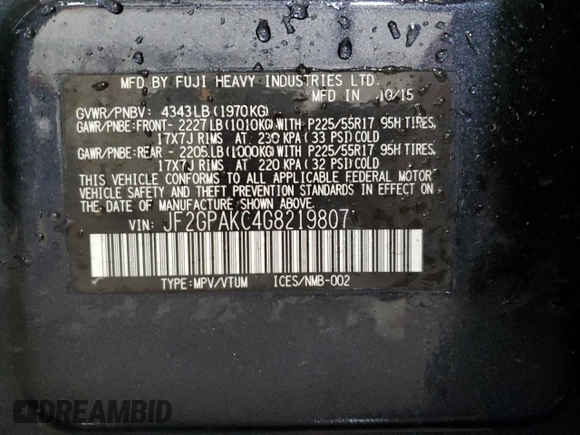 MFD BY FUJI HEAVY INDUSTRIES LTD.
MFD IN 10/15
GVWR/PNBV: 4343LB(1970KG)
GAWR/PNBE:FRONT- 2227LB(1010KG)WITH P225/55R17 95H TIRES,
17X7J RIMS AT 230 KPA (33 PSI)COLD
GAWR/PNBE:REAR - 2205LB(1000KG)WITH P225/55R17 95H TIRES,
17X7J RIMS AT 220 KPA (32 PSI)COLD
THIS VEHICLE CONFORMS TO ALL APPLICABLE FEDERAL MOTOR
VEHICLE SAFETY AND THEFT PREVENTION STANDARDS IN EFFECT
ON THE DATE OF MANUFACTURE SHOWN ABOVE
VIN: JF2GPAKC4G8219807
TYPE:MPV/VTUM ICES/NMB-002
DREAMBID